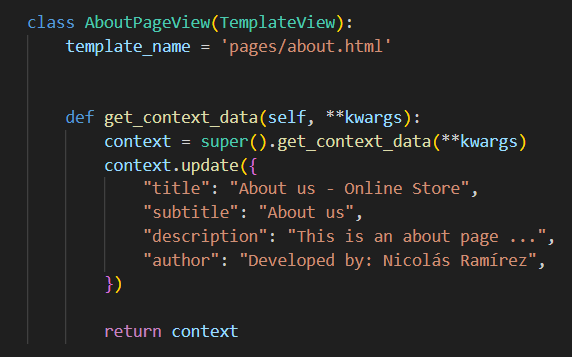 class AboutPageView(TemplateView):
    template_name = 'pages/about.html'
    def get_context_data(self, **kwargs):
        context = super().get_context_data(**kwargs)
        context.update({
            "title": "About us - Online Store",
            "subtitle": "About us",
            "description": "This is an about page ...",
            "author": "Developed by: Nicolás Ramírez",
        })
        return context